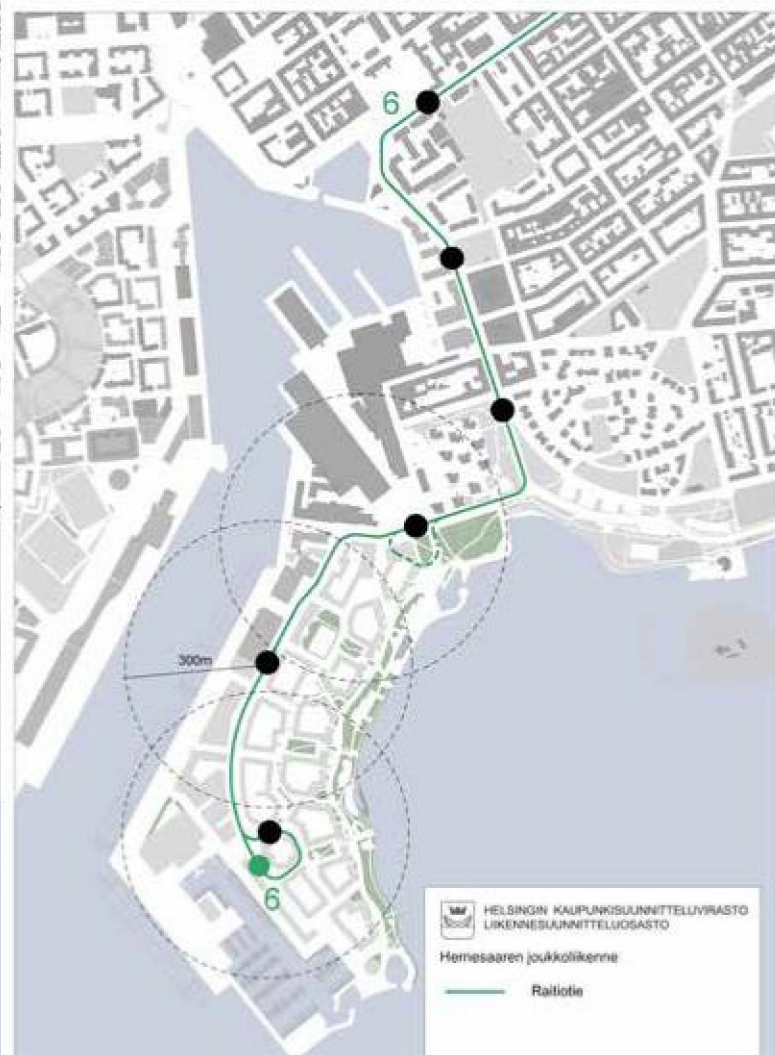 6
300m
6
HELSINGIN KAUPUNKISUUNNITTELUVIRASTO
LIIKENNESUUNNITTELUOSASTO
Hernesaaren joukkoliikenne
Raitiotie